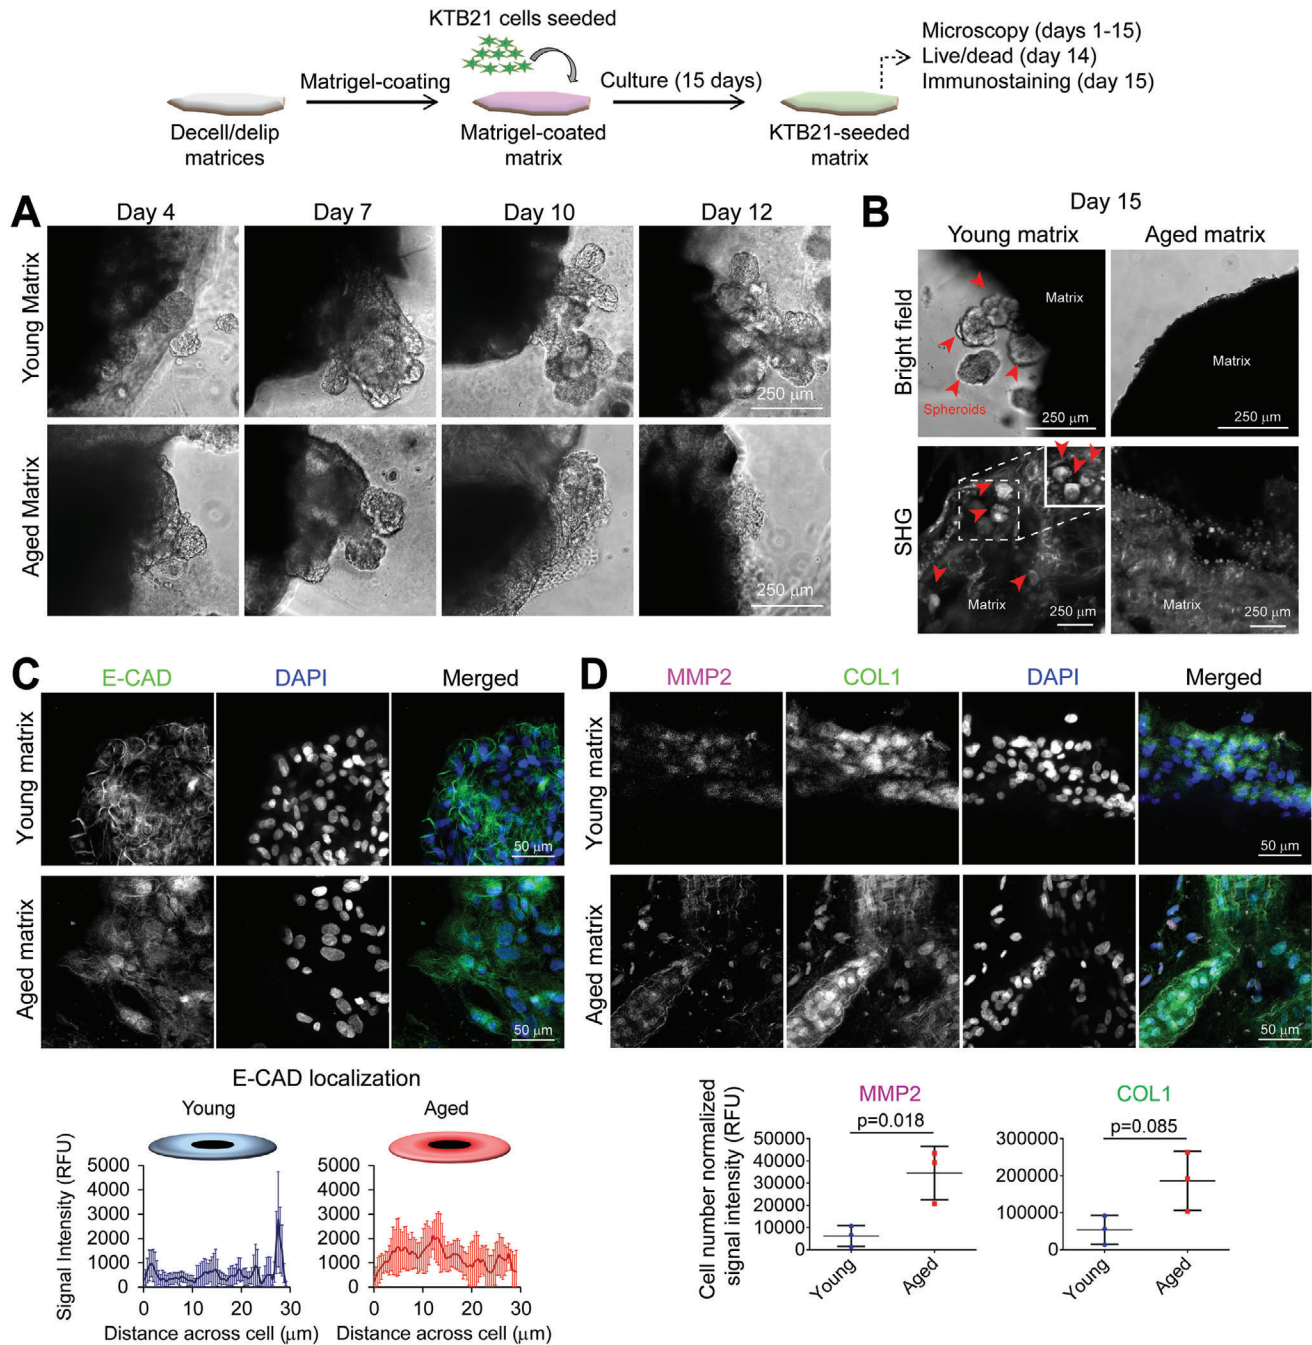 KTB21 cells seeded
Matrigel-coating
Culture (15 days)
Microscopy (days 1-15)
Live/dead (day 14)
Immunostaining (day 15)
Decell/delip
matrices
Matrigel-coated
matrix
KTB21-seeded
matrix
A
Day 4
Day 7
Day 10
Day 12
Young Matrix
250 μm
Aged Matrix
250 μm
B
Day 15
Young matrix
Aged matrix
Bright field
Matrix
Spheroids
250 μm
Matrix
250 μm
SHG
Matrix
250 μm
Matrix
250 μm
C
E-CAD
DAPI
Merged
Young matrix
50 μm
Aged matrix
50 μm
E-CAD localization
Young
Aged
Signal Intensity (RFU)
5000
4000
3000
2000
1000
0
0
10
20
30
Distance across cell (μm)
5000
4000
3000
2000
1000
0
0
10
20
30
Distance across cell (μm)
D
MMP2
COL1
DAPI
Merged
Young matrix
50 μm
Aged matrix
50 μm
Cell number normalized
signal intensity (RFU)
MMP2
p=0.018
50000
40000
30000
20000
10000
0
Young
Aged
COL1
p=0.085
300000
200000
100000
0
Young
Aged